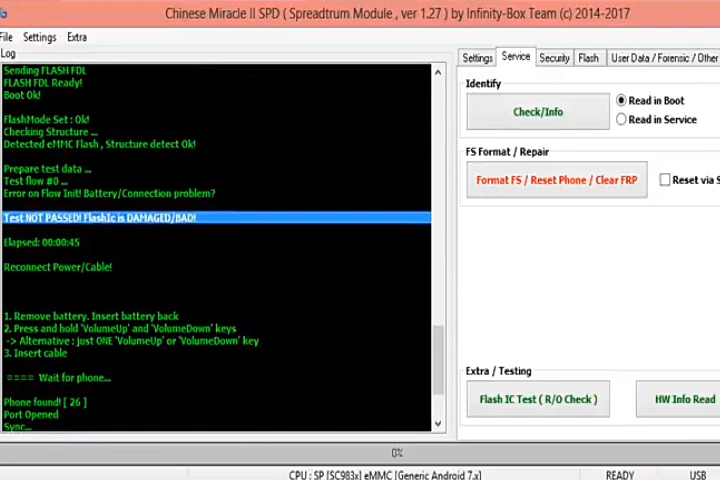 Chinese Miracle II SPD ( Spreadtrum Module , ver 1.27 ) by Infinity-Box Team (c) 2014-2017
File Settings Extra
Log
Sending FLASH FDL
FLASH FDL Ready!
Boot Ok!
FlashMode Set : Ok!
Checking Structure ...
Detected eMMC Flash , Structure detect Ok!
Prepare test data ...
Test flow #0 ...
Error on Flow Init! Battery/Connection problem?
Test NOT PASSED! FlashIc is DAMAGED/BAD!
Elapsed: 00:00:45
Reconnect Power/Cable!
1. Remove battery. Insert battery back
2. Press and hold 'VolumeUp' and 'VolumeDown' keys
-> Alternative : just ONE 'VolumeUp' or 'VolumeDown' key
3. Insert cable
==== Wait for phone...
Phone found! [ 26 ]
Port Opened
Sync...
Settings Service Security Flash User Data / Forensic / Other
Identify
Check/Info
Read in Boot
Read in Service
FS Format / Repair
Format FS / Reset Phone / Clear FRP
Reset via S
Extra / Testing
Flash IC Test ( R/O Check )
HW Info Read
0%
CPU : SP [SC983x] eMMC [Generic Android 7.x]
READY
USB